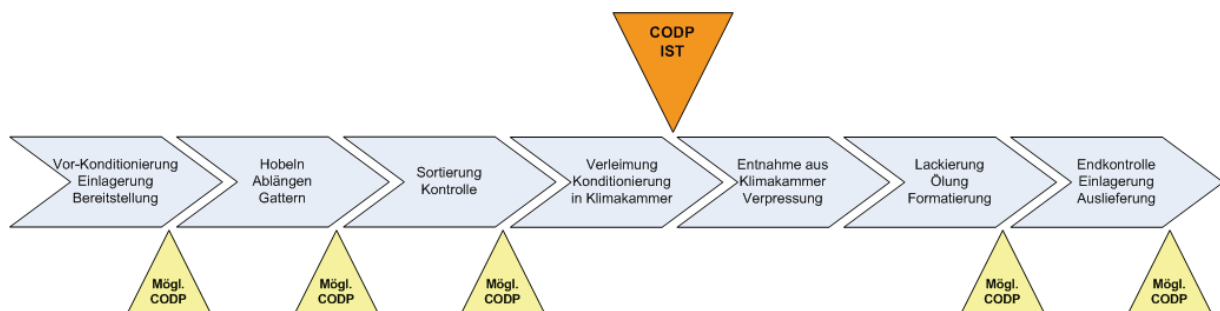 CODP
IST
Vor-Konditionierung
Einlagerung
Bereitstellung
Hobeln
Ablängen
Gattern
Sortierung
Kontrolle
Verleimung
Konditionierung
in Klimakammer
Entnahme aus
Klimakammer
Verpressung
Lackierung
Ölung
Formatierung
Endkontrolle
Einlagerung
Auslieferung
Mögl.
CODP
Mögl.
CODP
Mögl.
CODP
Mögl.
CODP
Mögl.
CODP